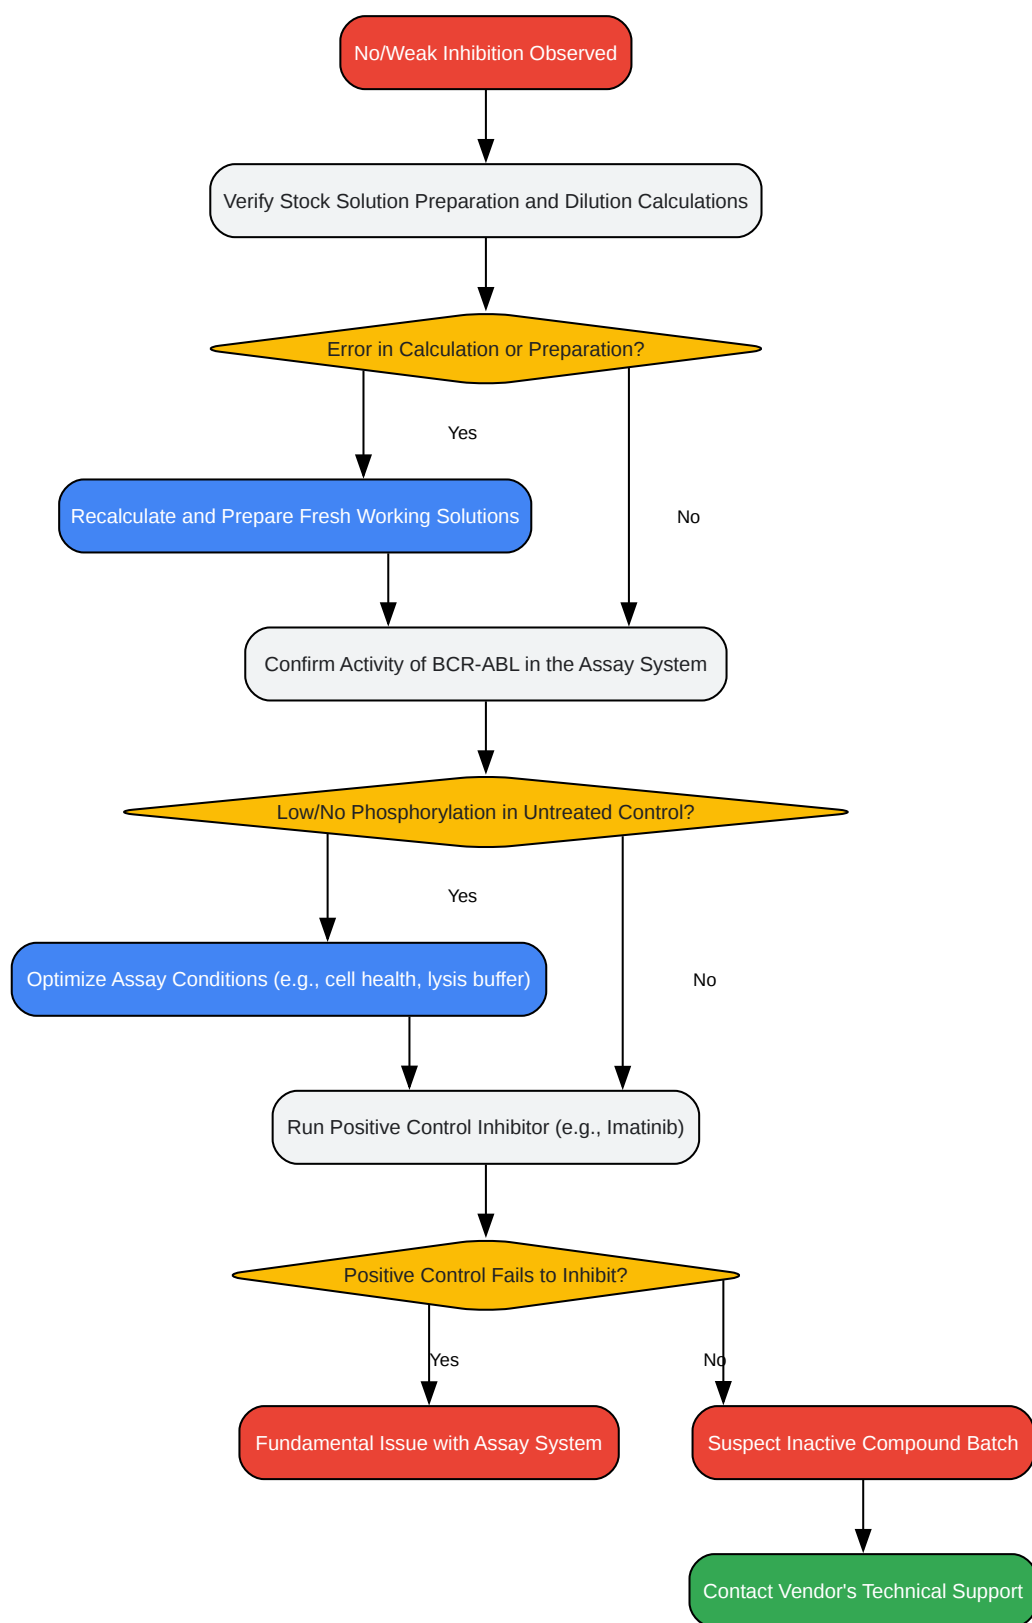 No/Weak Inhibition Observed
Verify Stock Solution Preparation and Dilution Calculations
Error in Calculation or Preparation?
Yes
Recalculate and Prepare Fresh Working Solutions
No
Confirm Activity of BCR-ABL in the Assay System
Low/No Phosphorylation in Untreated Control?
Yes
Optimize Assay Conditions (e.g., cell health, lysis buffer)
No
Run Positive Control Inhibitor (e.g., Imatinib)
Positive Control Fails to Inhibit?
Yes
No
Fundamental Issue with Assay System
Suspect Inactive Compound Batch
Contact Vendor's Technical Support